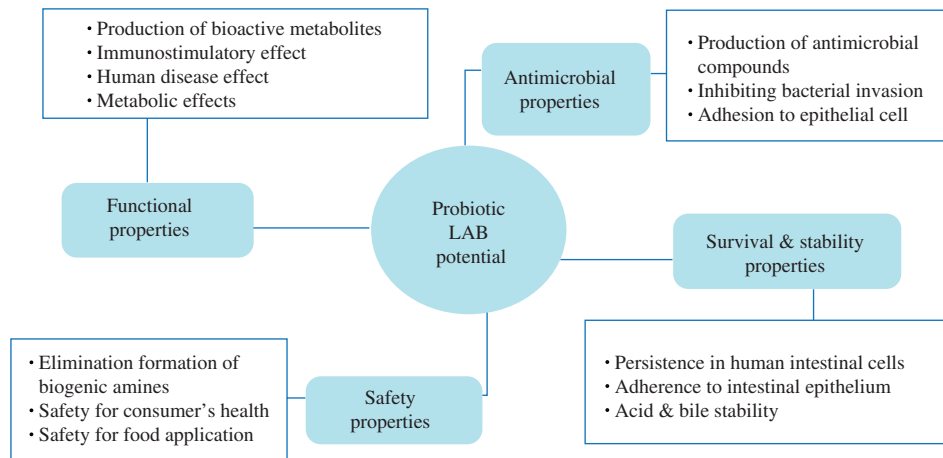 • Production of bioactive metabolites
• Immunostimulatory effect
• Human disease effect
• Metabolic effects
Antimicrobial
properties
• Production of antimicrobial
compounds
• Inhibiting bacterial invasion
• Adhesion to epithelial cell
Functional
properties
Probiotic
LAB
potential
Survival & stability
properties
• Elimination formation of
biogenic amines
• Safety for consumer's health
• Safety for food application
Safety
properties
• Persistence in human intestinal cells
• Adherence to intestinal epithelium
• Acid & bile stability